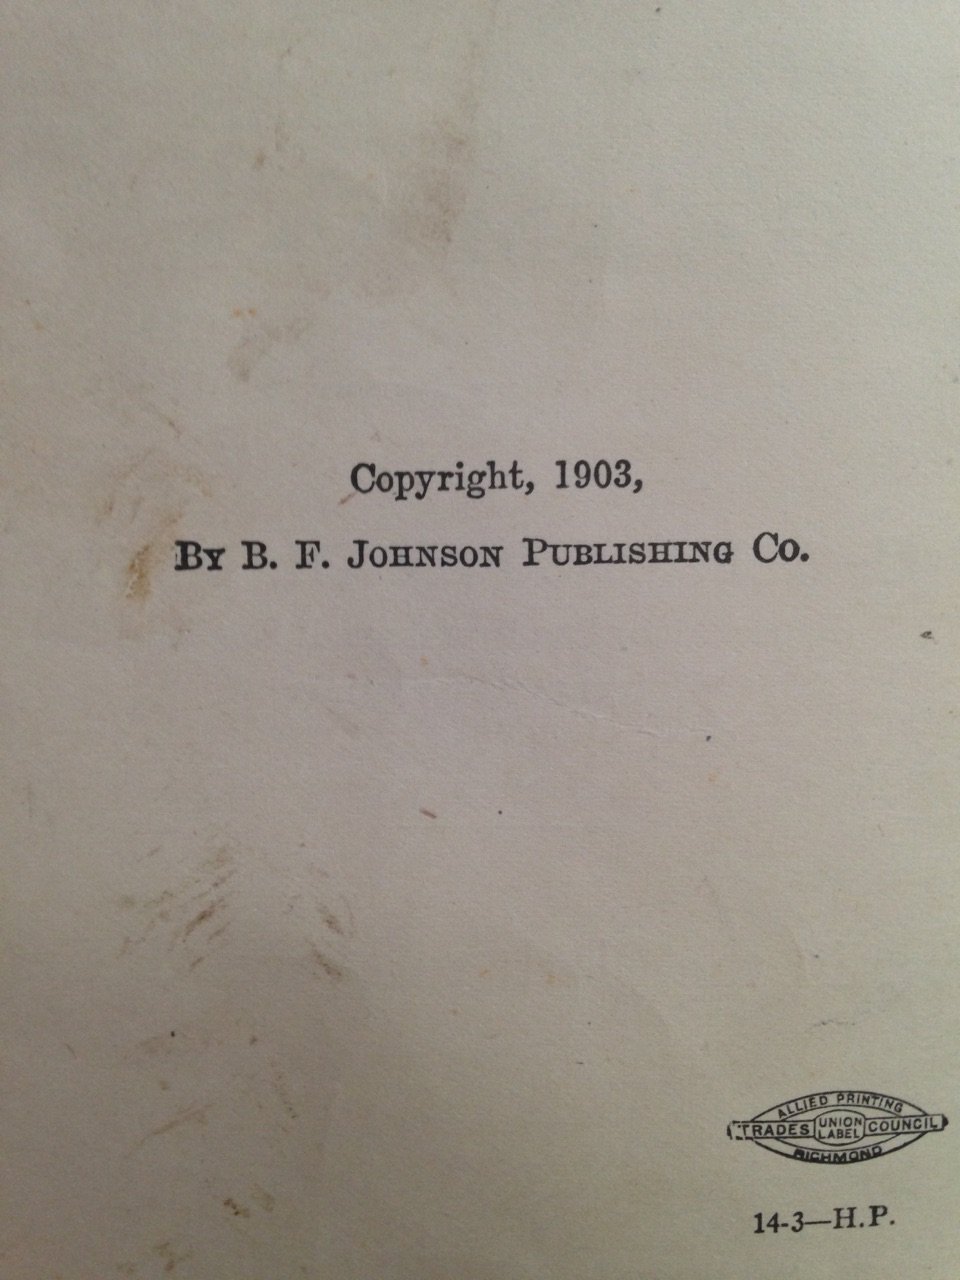 Copyright, 1903,
By B. F. Johnson Publishing Co.
ALLIED PRINTING
TRADES UNION LABEL COUNCIL
RICHMOND
14-3—H.P.